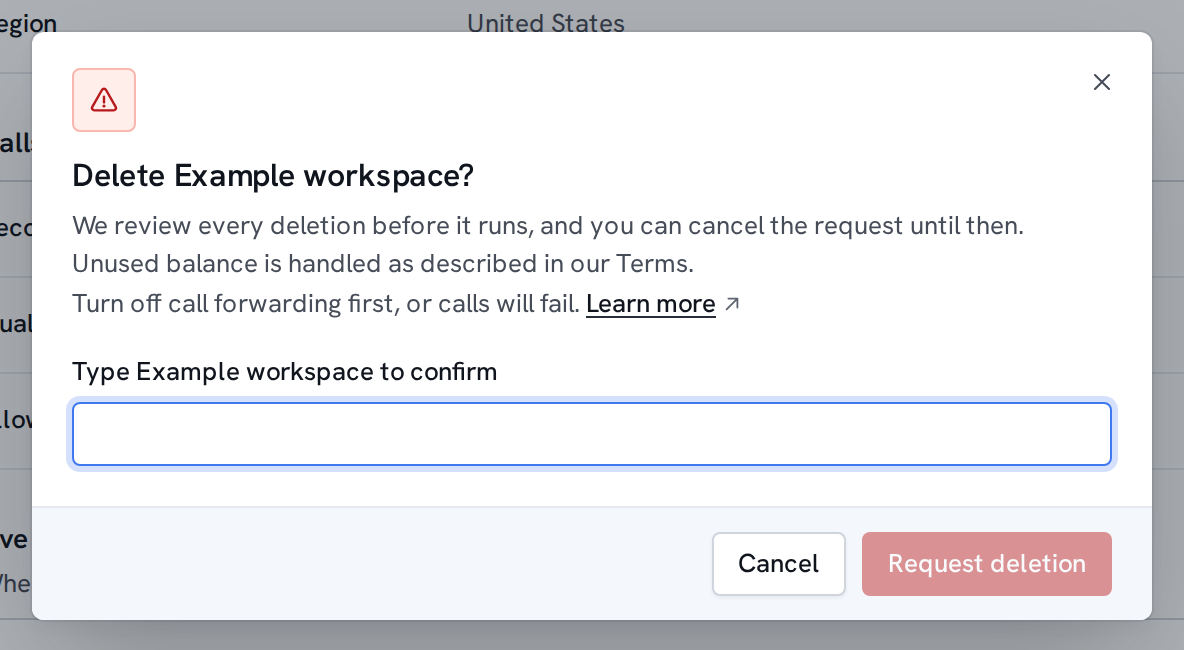 egion
United States
Delete Example workspace?
We review every deletion before it runs, and you can cancel the request until then.
Unused balance is handled as described in our Terms.
Turn off call forwarding first, or calls will fail. Learn more ↗
Type Example workspace to confirm
Cancel
Request deletion